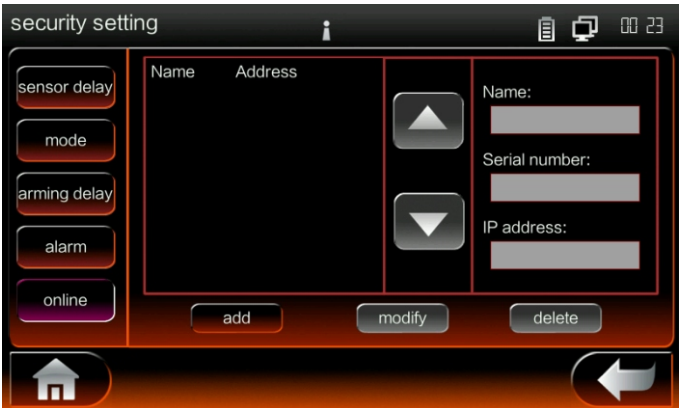 security setting
00 23
sensor delay
mode
arming delay
alarm
online
Name Address
Name:
Serial number:
IP address:
add
modify
delete